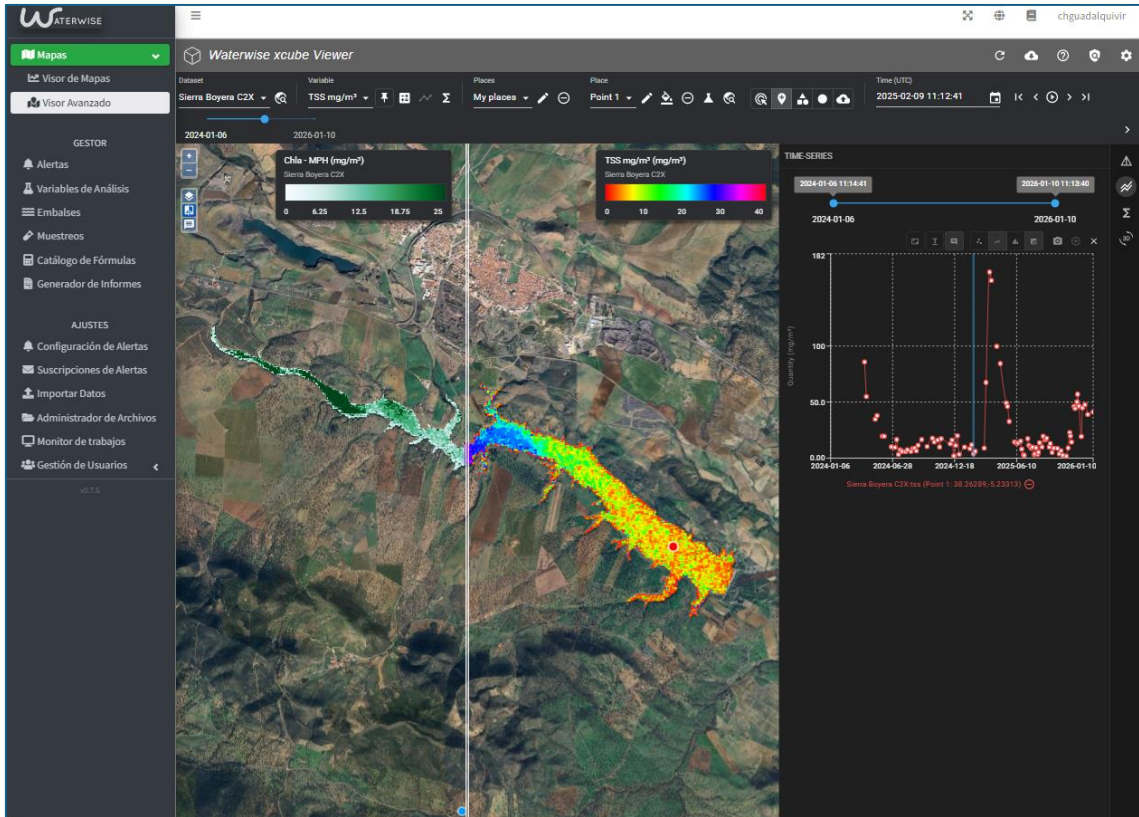 WATERWISE
chguadalquivir
Mapas
Visor de Mapas
Visor Avanzado
GESTOR
Alertas
Variables de Análisis
Embalses
Muestreos
Catálogo de Fórmulas
Generador de Informes
AJUSTES
Configuración de Alertas
Suscripciones de Alertas
Importar Datos
Administrador de Archivos
Monitor de trabajos
Gestión de Usuarios
Waterwise xcube Viewer
Dataset
Sierra Boyera C2X
Variable
TSS mg/m³
Places
My places
Place
Point 1
Time (UTC)
2025-02-09 11:12:41
2024-01-06 2026-01-10
Chla - MPH (mg/m³)
Sierra Boyera C2X
0 6.25 12.5 18.75 25
TSS mg/m³ (mg/m³)
Sierra Boyera C2X
0 10 20 30 40
TIME-SERIES
2024-01-06 11:14:41 2026-01-10 11:13:40
2024-01-06 2026-01-10
3D
182
100
50.0
0.00
Quantity (mg/m³)
2024-01-06 2024-06-28 2024-12-18 2025-06-10 2026-01-10
Sierra Boyera C2X:tss (Point 1: 38.26289,-5.23313)